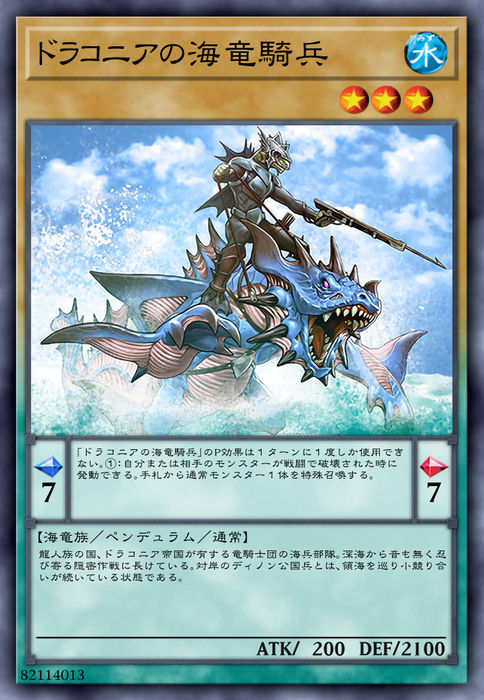 ドラコニアの海竜騎兵
みず
水
「ドラコニアの海竜騎兵」のP効果は1ターンに1度しか使用でき
ない。①：自分または相手のモンスターが戦闘で破壊された時に
発動できる。手札から通常モンスター1体を特殊召喚する。
7
7
【海竜族／ペンデュラム／通常】
龍人族の国、ドラコニア帝国が有する竜騎士団の海兵部隊。深海から音も無く忍
び寄る隠密作戦に長けている。対岸のディノン公国兵とは、領海を巡り小競り合
いが続いている状態である。
ATK/ 200 DEF/2100
82114013